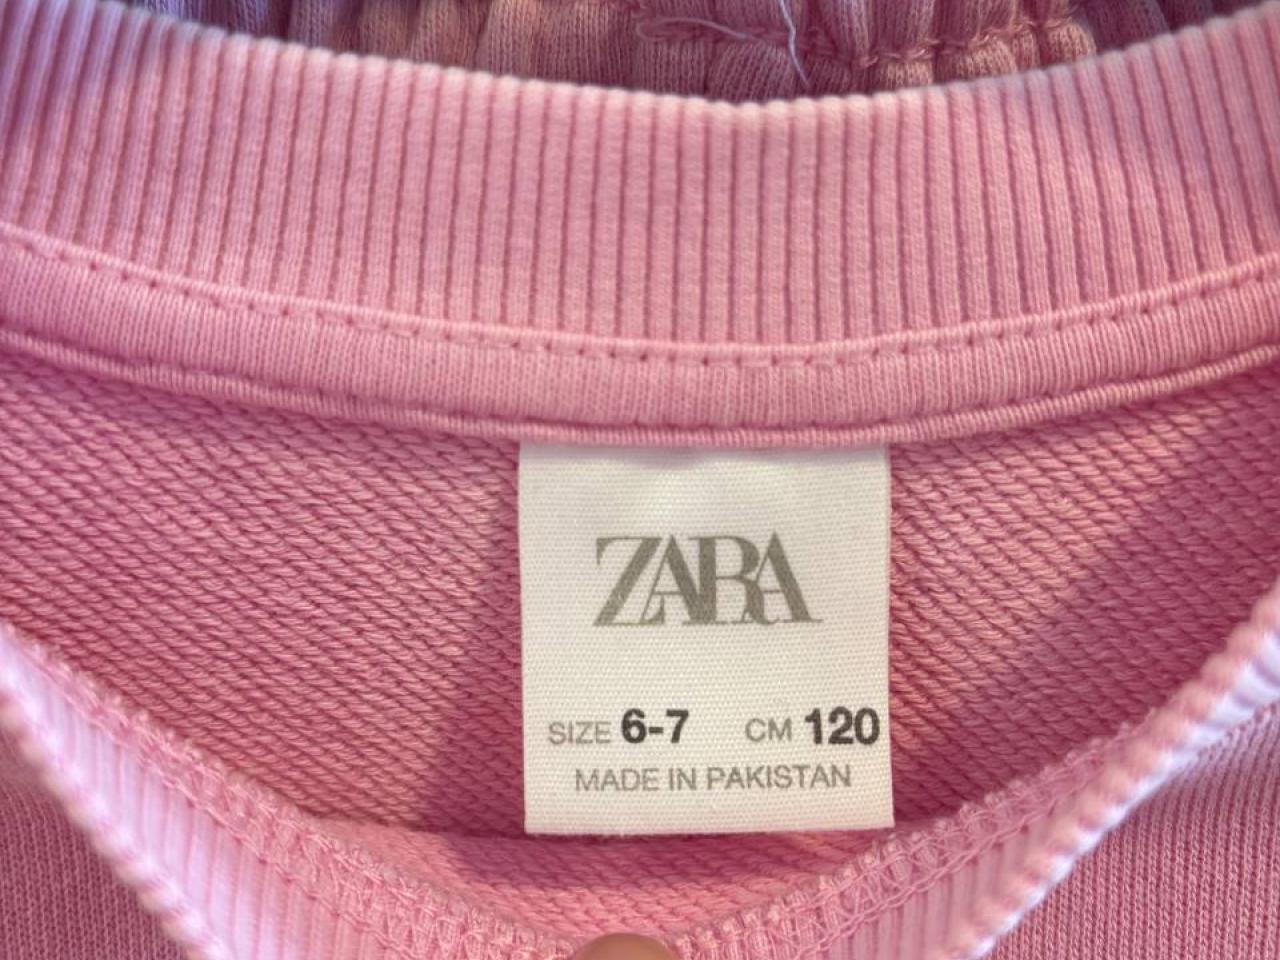 ZARA
SIZE 6-7 CM 120
MADE IN PAKISTAN